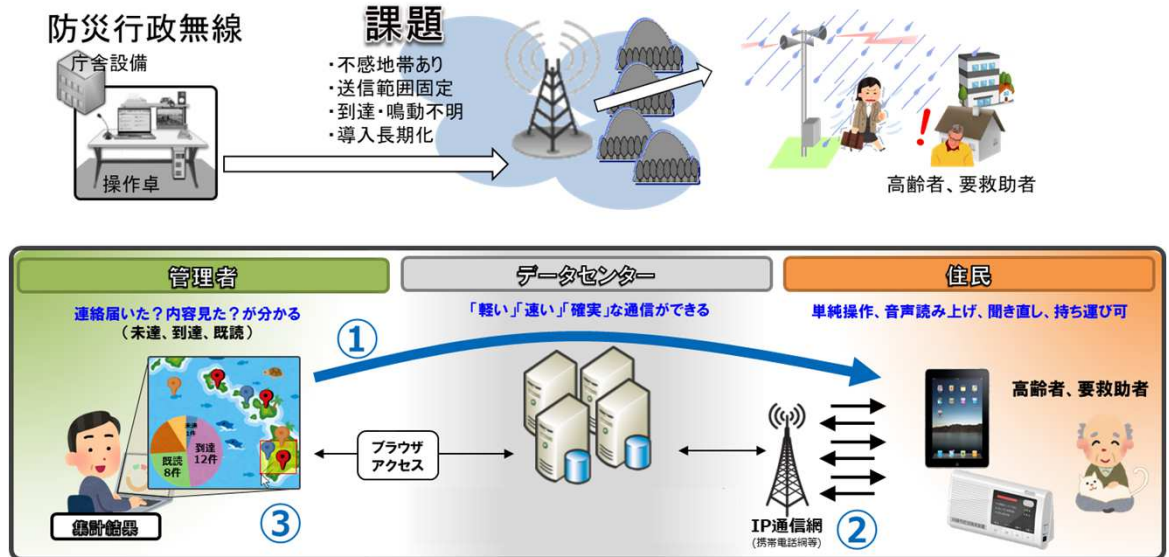 防災行政無線
庁舎設備
操作卓
課題
・不感地帯あり
・送信範囲固定
・到達・鳴動不明
・導入長期化
高齢者、要救助者
管理者
連絡届いた?内容見た?が分かる
(未達、到達、既読)
①
未達
到達
12件
既読
8件
集計結果
③
データセンター
「軽い」「速い」「確実」な通信ができる
ブラウザ
アクセス
IP通信網
(携帯電話網等)
②
住民
単純操作、音声読み上げ、聞き直し、持ち運び可
高齢者、要救助者